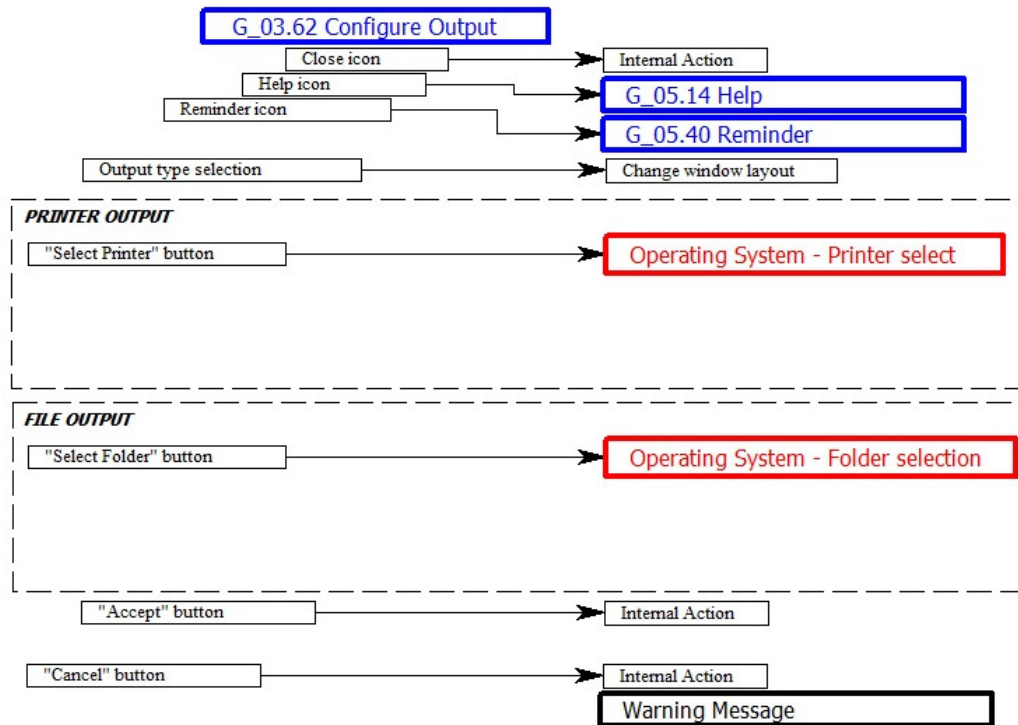 G_03.62 Configure Output
Close icon
Internal Action
Help icon
G_05.14 Help
Reminder icon
G_05.40 Reminder
Output type selection
Change window layout
PRINTER OUTPUT
"Select Printer" button
Operating System - Printer select
FILE OUTPUT
"Select Folder" button
Operating System - Folder selection
"Accept" button
Internal Action
"Cancel" button
Internal Action
Warning Message